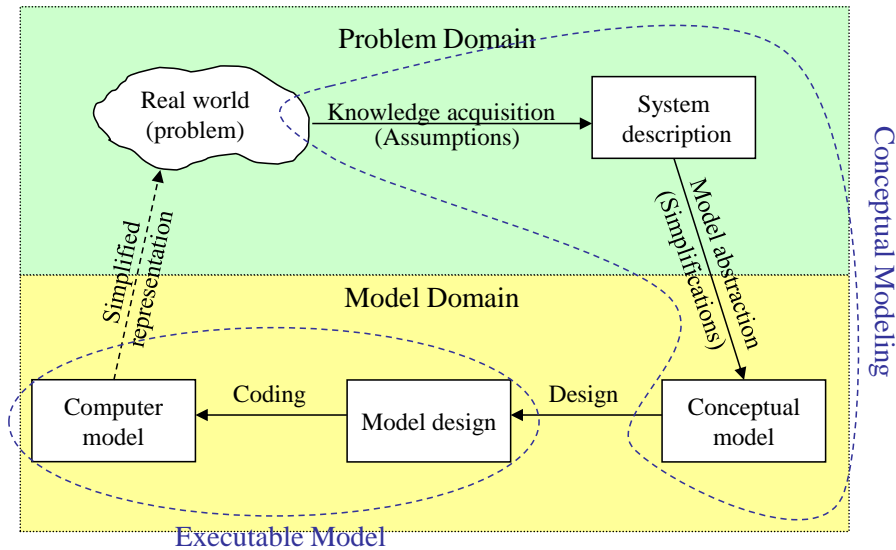 Problem Domain
Real world
(problem)
Knowledge acquisition
(Assumptions)
System
description
Model abstraction
(Simplifications)
Conceptual Modeling
Simplified
representation
Model Domain
Computer
model
Coding
Model design
Design
Conceptual
model
Executable Model